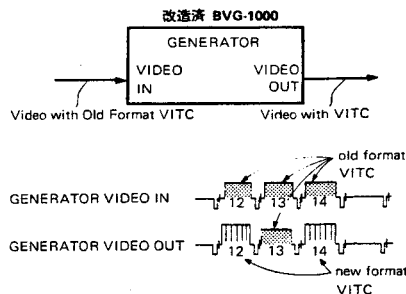 改造済 BVG-1000
GENERATOR
VIDEO IN
VIDEO OUT
Video with Old Format VITC
Video with VITC
old format VITC
GENERATOR VIDEO IN
12 13 14
GENERATOR VIDEO OUT
12 13 14
new format VITC